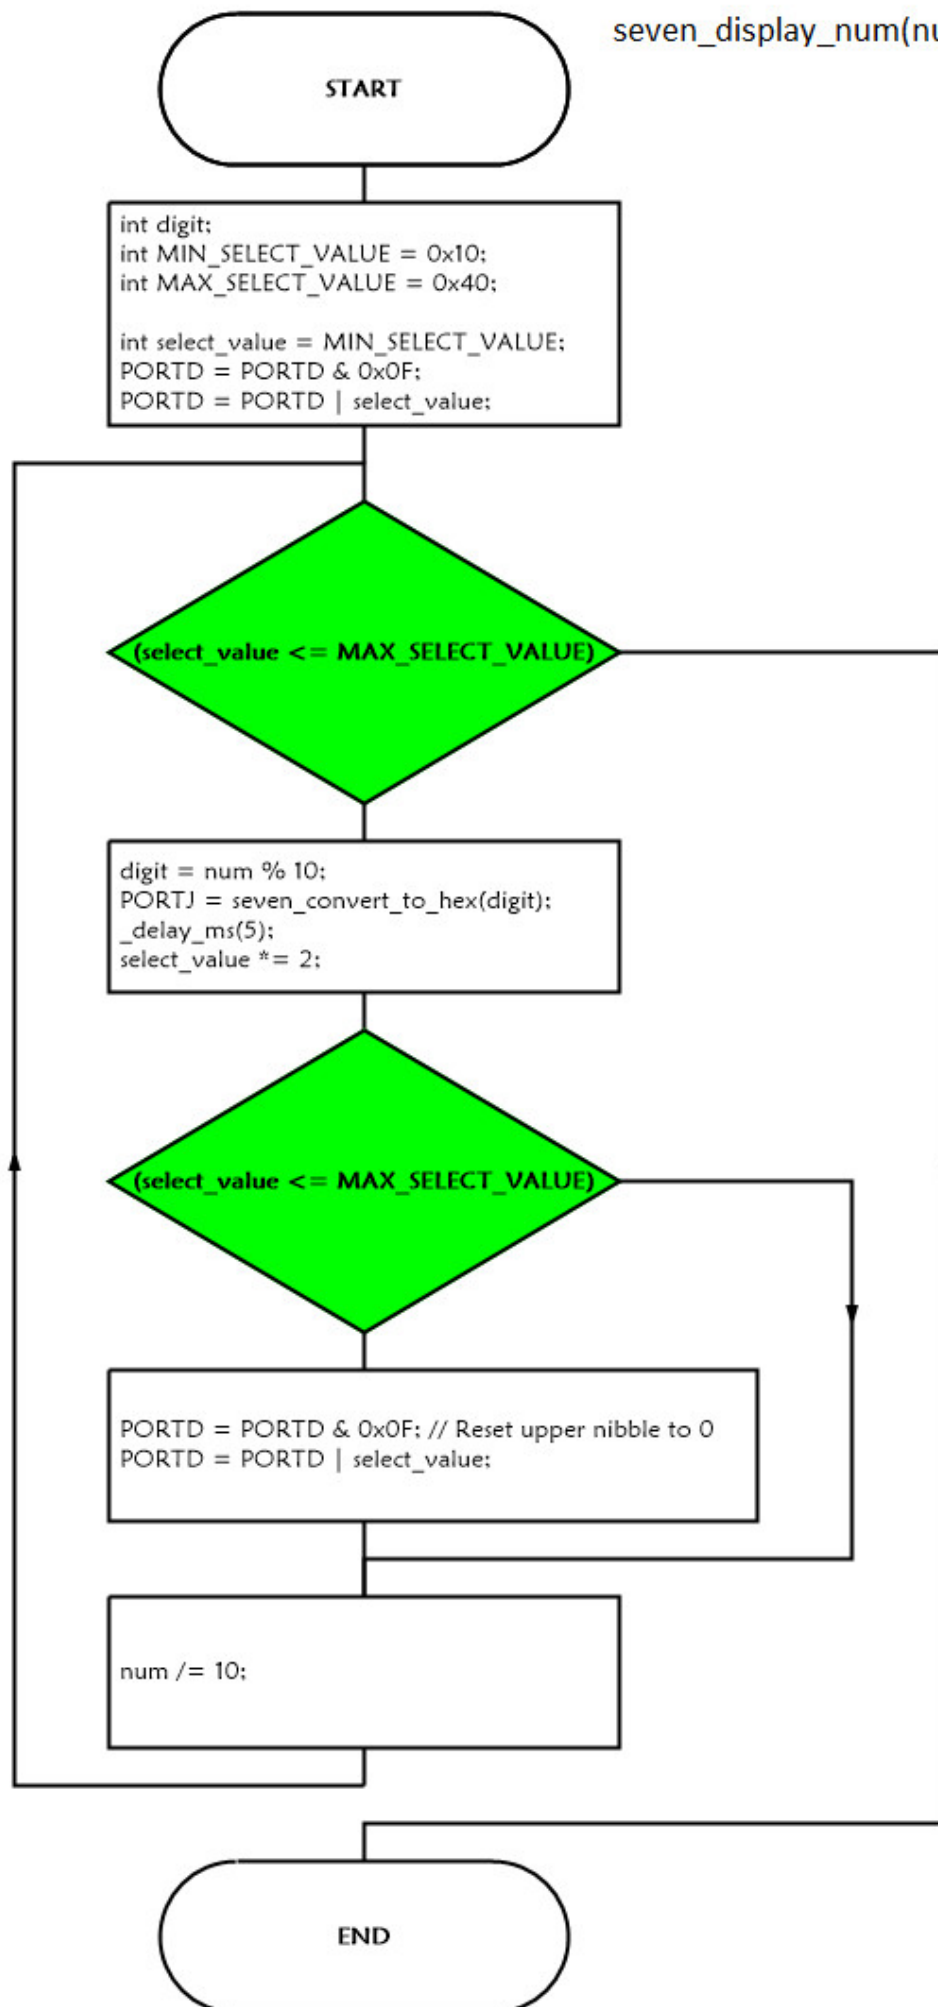 seven_display_num(nu
START
int digit;
int MIN_SELECT_VALUE = 0x10;
int MAX_SELECT_VALUE = 0x40;
int select_value = MIN_SELECT_VALUE;
PORTD = PORTD & 0x0F;
PORTD = PORTD | select_value;
(select_value <= MAX_SELECT_VALUE)
digit = num % 10;
PORTJ = seven_convert_to_hex(digit);
_delay_ms(5);
select_value *= 2;
(select_value <= MAX_SELECT_VALUE)
PORTD = PORTD & 0x0F; // Reset upper nibble to 0
PORTD = PORTD | select_value;
num /= 10;
END